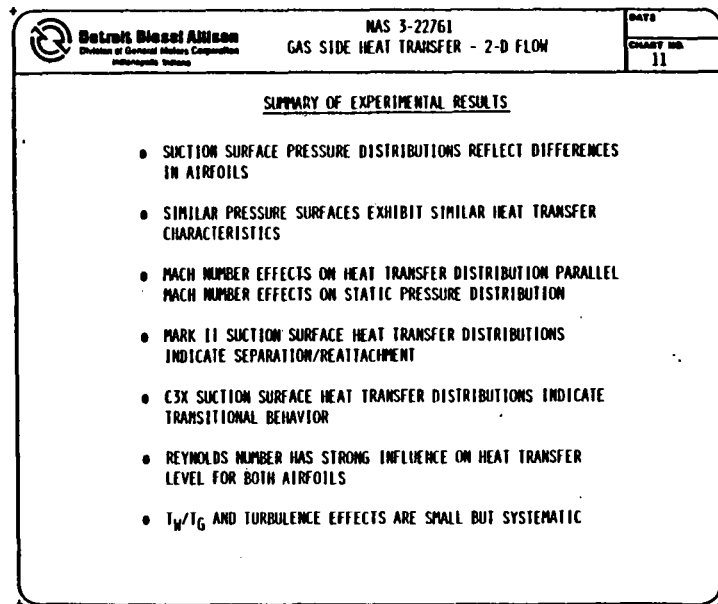 Detroit Diesel Allison
Division of General Motors Corporation
Indianapolis Indiana
NAS 3-22761
GAS SIDE HEAT TRANSFER - 2-D FLOW
DATE
CHART NO.
11
SUMMARY OF EXPERIMENTAL RESULTS
● SUCTION SURFACE PRESSURE DISTRIBUTIONS REFLECT DIFFERENCES
IN AIRFOILS
● SIMILAR PRESSURE SURFACES EXHIBIT SIMILAR HEAT TRANSFER
CHARACTERISTICS
● MACH NUMBER EFFECTS ON HEAT TRANSFER DISTRIBUTION PARALLEL
MACH NUMBER EFFECTS ON STATIC PRESSURE DISTRIBUTION
● MARK II SUCTION SURFACE HEAT TRANSFER DISTRIBUTIONS
INDICATE SEPARATION/REATTACHMENT
● C3X SUCTION SURFACE HEAT TRANSFER DISTRIBUTIONS INDICATE
TRANSITIONAL BEHAVIOR
● REYNOLDS NUMBER HAS STRONG INFLUENCE ON HEAT TRANSFER
LEVEL FOR BOTH AIRFOILS
● T_W/T_G AND TURBULENCE EFFECTS ARE SMALL BUT SYSTEMATIC